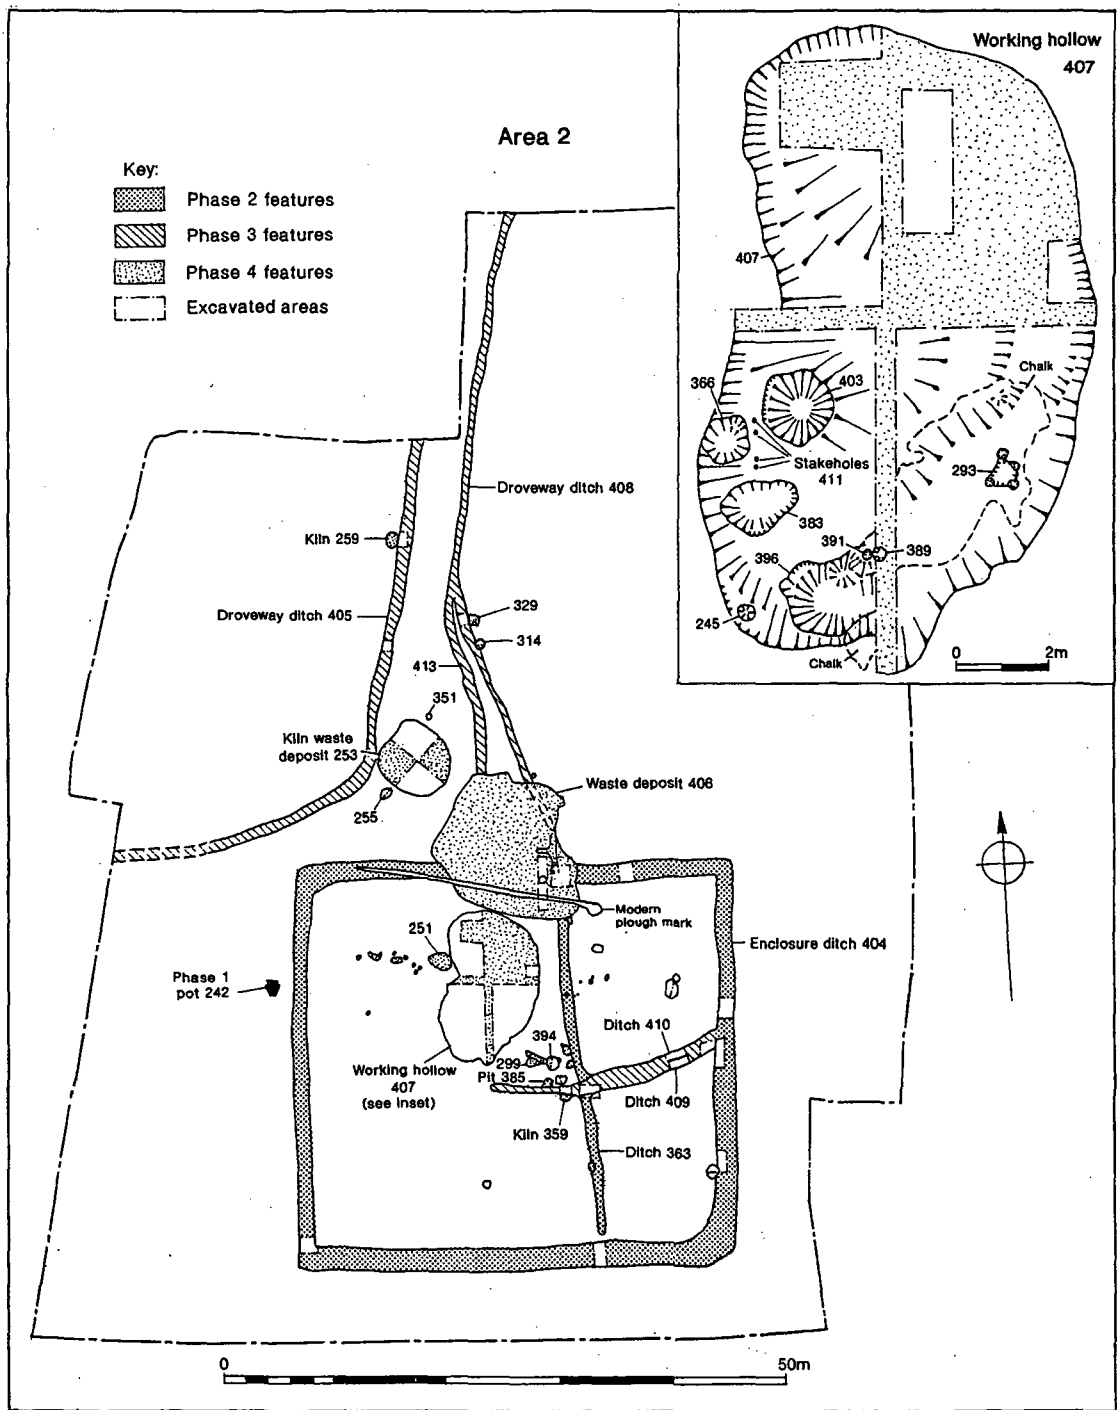 Working hollow
407
Area 2
Key:
Phase 2 features
Phase 3 features
Phase 4 features
Excavated areas
407
Chalk
366
403
293
Stakeholes
411
383
391
389
396
245
Chalk
0
2m
Droveway ditch 408
Kiln 259
Droveway ditch 405
329
314
413
351
Kiln waste
deposit 253
255
Waste deposit 406
Modern
plough mark
251
Enclosure ditch 404
Phase 1
pot 242
Ditch 410
394
299
Pit 385
Working hollow
407
(see inset)
Ditch 409
Kiln 359
Ditch 363
0
50m